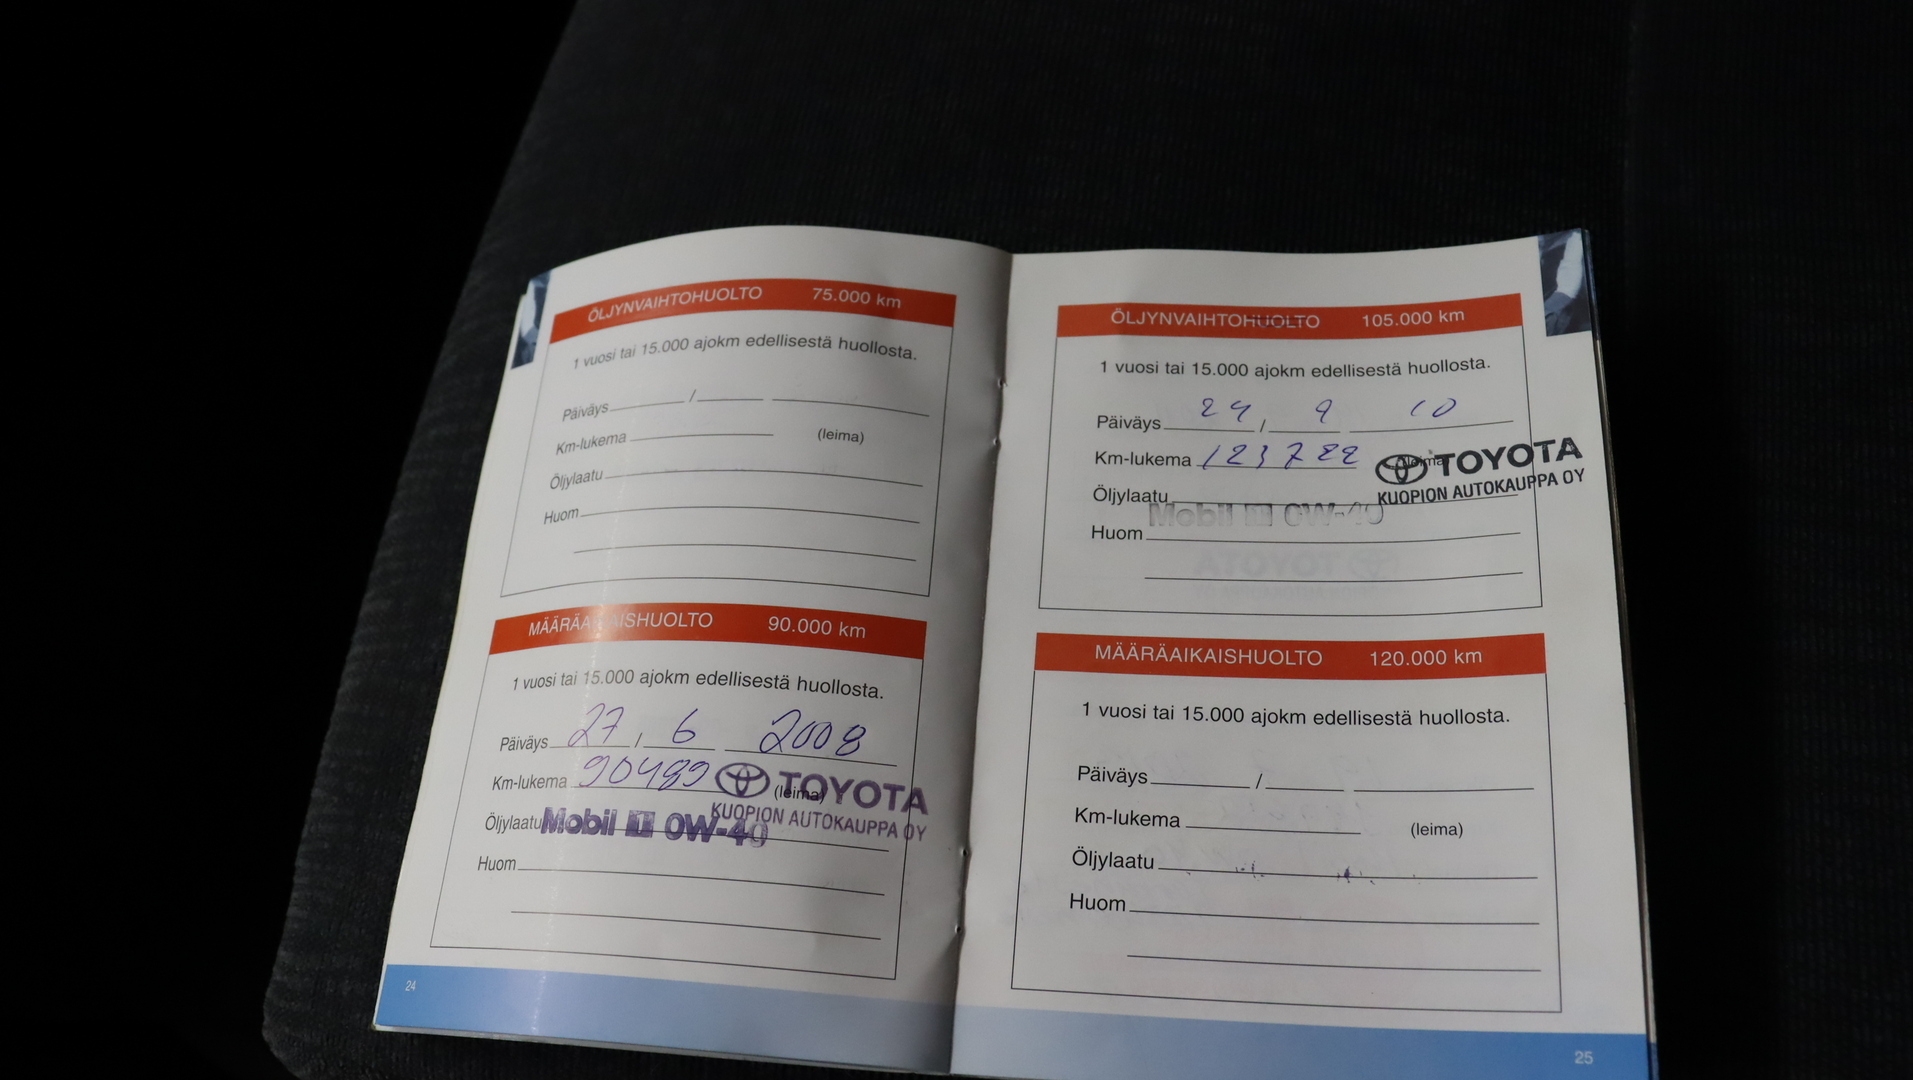 ÖLJYNVAIHTOHUOLTO 75.000 km
1 vuosi tai 15.000 ajokm edellisestä huollosta.
Päiväys / 
Km-lukema (leima)
Öljylaatu
Huom
MÄÄRÄAIKAISHUOLTO 90.000 km
1 vuosi tai 15.000 ajokm edellisestä huollosta.
Päiväys 27 / 6 2008
Km-lukema 90489 (leima) TOYOTA
KUOPION AUTOKAUPPA OY
Öljylaatu Mobil 1 0W-40
Huom
24
ÖLJYNVAIHTOHUOLTO 105.000 km
1 vuosi tai 15.000 ajokm edellisestä huollosta.
Päiväys 24 / 9 10
Km-lukema 123722 (leima) TOYOTA
KUOPION AUTOKAUPPA OY
Öljylaatu
Mobil 1 0W-40
Huom
MÄÄRÄAIKAISHUOLTO 120.000 km
1 vuosi tai 15.000 ajokm edellisestä huollosta.
Päiväys /
Km-lukema (leima)
Öljylaatu
Huom
25